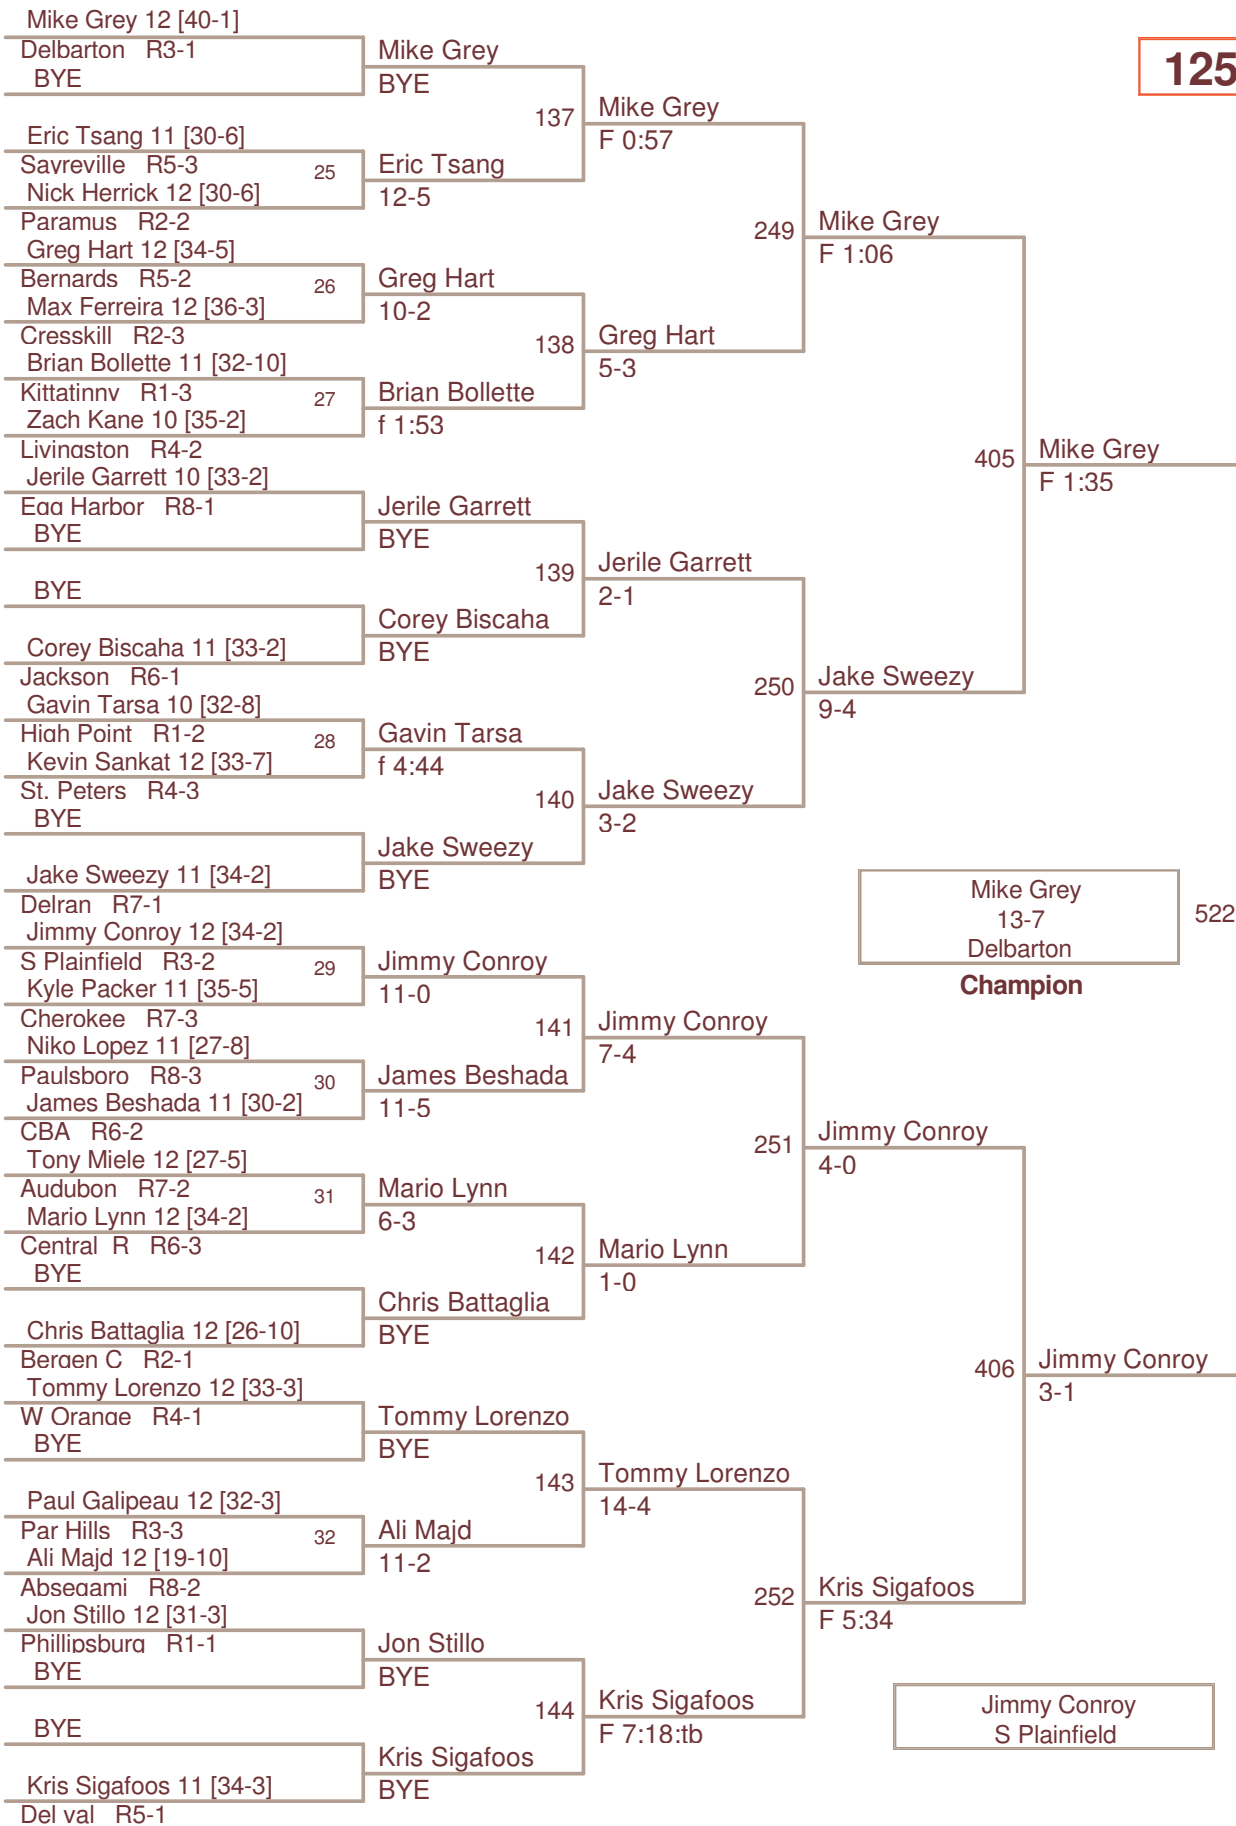 Mike Grey 12 [40-1]
Delbarton R3-1
BYE
Eric Tsang 11 [30-6]
Sayreville R5-3
25
Nick Herrick 12 [30-6]
Paramus R2-2
Greg Hart 12 [34-5]
Bernards R5-2
26
Max Ferreira 12 [36-3]
Cresskill R2-3
Brian Bollette 11 [32-10]
Kittatinny R1-3
27
Zach Kane 10 [35-2]
Livingston R4-2
Jerile Garrett 10 [33-2]
Egg Harbor R8-1
BYE
BYE
Corey Biscaha 11 [33-2]
Jackson R6-1
Gavin Tarsa 10 [32-8]
High Point R1-2
28
Kevin Sankat 12 [33-7]
St. Peters R4-3
BYE
Jake Sweezy 11 [34-2]
Delran R7-1
Jimmy Conroy 12 [34-2]
S Plainfield R3-2
29
Kyle Packer 11 [35-5]
Cherokee R7-3
Niko Lopez 11 [27-8]
Paulsboro R8-3
30
James Beshada 11 [30-2]
CBA R6-2
Tony Miele 12 [27-5]
Audubon R7-2
31
Mario Lynn 12 [34-2]
Central R R6-3
BYE
Chris Battaglia 12 [26-10]
Bergen C R2-1
Tommy Lorenzo 12 [33-3]
W Orange R4-1
BYE
Paul Galipeau 12 [32-3]
Par Hills R3-3
32
Ali Majd 12 [19-10]
Absegami R8-2
Jon Stillo 12 [31-3]
Phillipsburg R1-1
BYE
BYE
Kris Sigafoos 11 [34-3]
Del val R5-1
Mike Grey
BYE
137
Eric Tsang
12-5
Greg Hart
10-2
138
Brian Bollette
f 1:53
Jerile Garrett
BYE
139
Corey Biscaha
BYE
Gavin Tarsa
f 4:44
140
Jake Sweezy
BYE
Jimmy Conroy
11-0
141
James Beshada
11-5
Mario Lynn
6-3
142
Chris Battaglia
BYE
Tommy Lorenzo
BYE
143
Ali Majd
11-2
Jon Stillo
BYE
144
Kris Sigafoos
BYE
Mike Grey
F 0:57
249
Greg Hart
5-3
Jerile Garrett
2-1
250
Jake Sweezy
3-2
Jimmy Conroy
7-4
251
Mario Lynn
1-0
Tommy Lorenzo
14-4
252
Kris Sigafoos
F 7:18:tb
Mike Grey
F 1:06
405
Jake Sweezy
9-4
Jimmy Conroy
4-0
406
Kris Sigafoos
F 5:34
125
Mike Grey
F 1:35
Mike Grey
13-7
Delbarton
522
Champion
Jimmy Conroy
3-1
Jimmy Conroy
S Plainfield